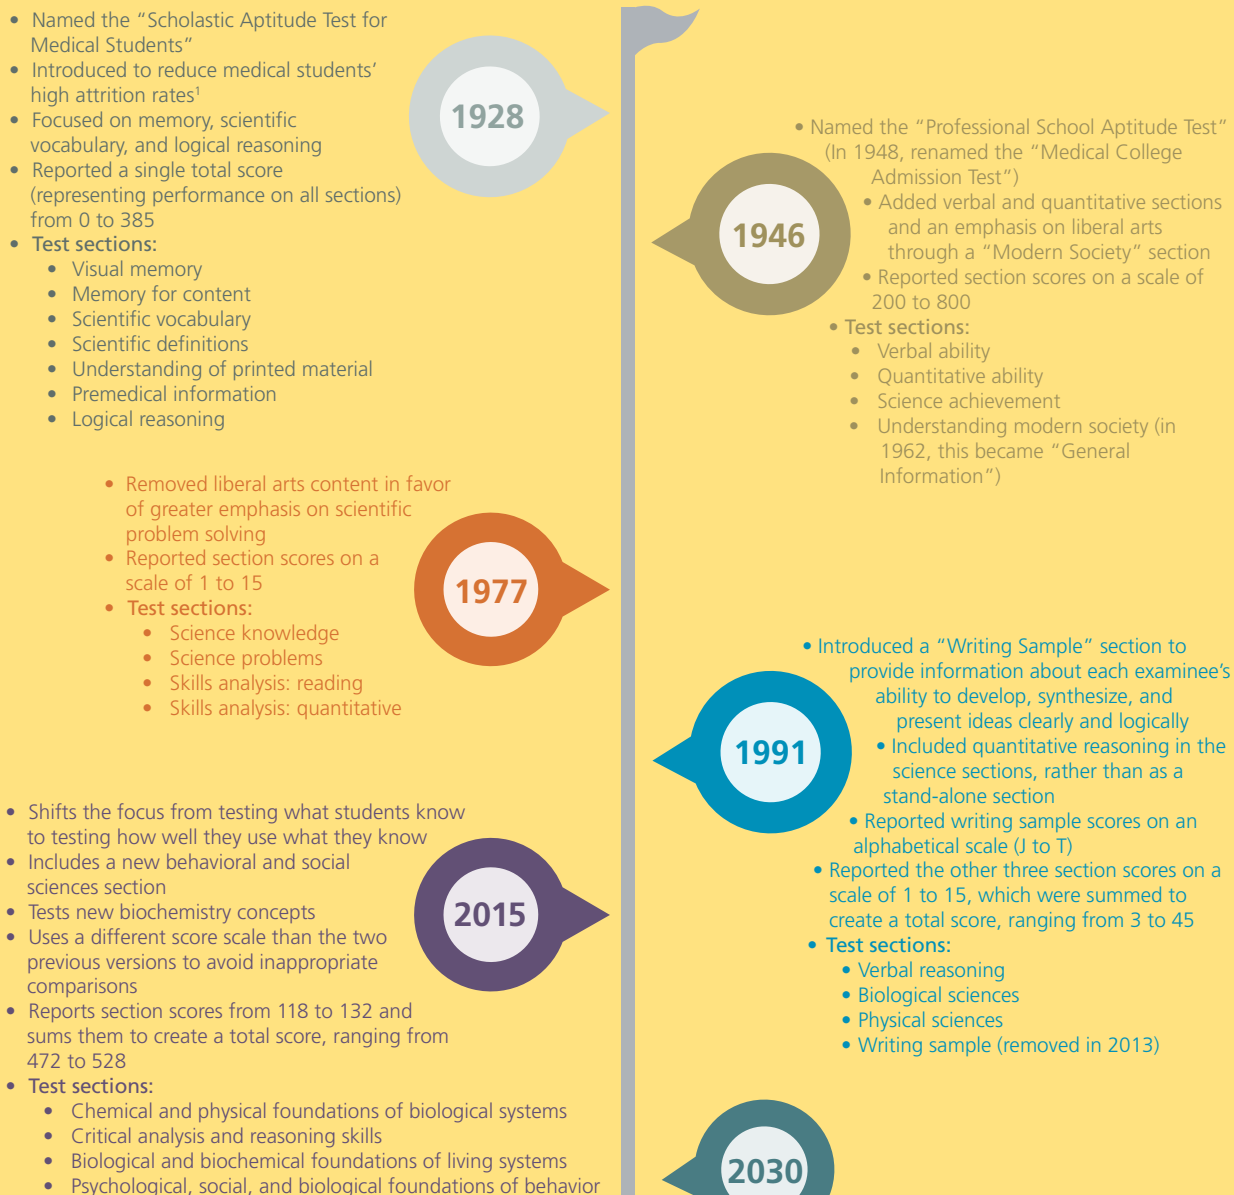 • Named the “Scholastic Aptitude Test for
Medical Students”
• Introduced to reduce medical students’
high attrition rates¹
• Focused on memory, scientific
vocabulary, and logical reasoning
• Reported a single total score
(representing performance on all sections)
from 0 to 385
• Test sections:
• Visual memory
• Memory for content
• Scientific vocabulary
• Scientific definitions
• Understanding of printed material
• Premedical information
• Logical reasoning
1928
• Named the “Professional School Aptitude Test”
(In 1948, renamed the “Medical College
Admission Test”)
• Added verbal and quantitative sections
and an emphasis on liberal arts
through a “Modern Society” section
• Reported section scores on a scale of
200 to 800
• Test sections:
• Verbal ability
• Quantitative ability
• Science achievement
• Understanding modern society (in
1962, this became “General
Information”)
1946
• Removed liberal arts content in favor
of greater emphasis on scientific
problem solving
• Reported section scores on a
scale of 1 to 15
• Test sections:
• Science knowledge
• Science problems
• Skills analysis: reading
• Skills analysis: quantitative
1977
• Introduced a “Writing Sample” section to
provide information about each examinee’s
ability to develop, synthesize, and
present ideas clearly and logically
• Included quantitative reasoning in the
science sections, rather than as a
stand-alone section
• Reported writing sample scores on an
alphabetical scale (J to T)
• Reported the other three section scores on a
scale of 1 to 15, which were summed to
create a total score, ranging from 3 to 45
• Test sections:
• Verbal reasoning
• Biological sciences
• Physical sciences
• Writing sample (removed in 2013)
1991
• Shifts the focus from testing what students know
to testing how well they use what they know
• Includes a new behavioral and social
sciences section
• Tests new biochemistry concepts
• Uses a different score scale than the two
previous versions to avoid inappropriate
comparisons
• Reports section scores from 118 to 132 and
sums them to create a total score, ranging from
472 to 528
• Test sections:
• Chemical and physical foundations of biological systems
• Critical analysis and reasoning skills
• Biological and biochemical foundations of living systems
• Psychological, social, and biological foundations of behavior
2015
2030